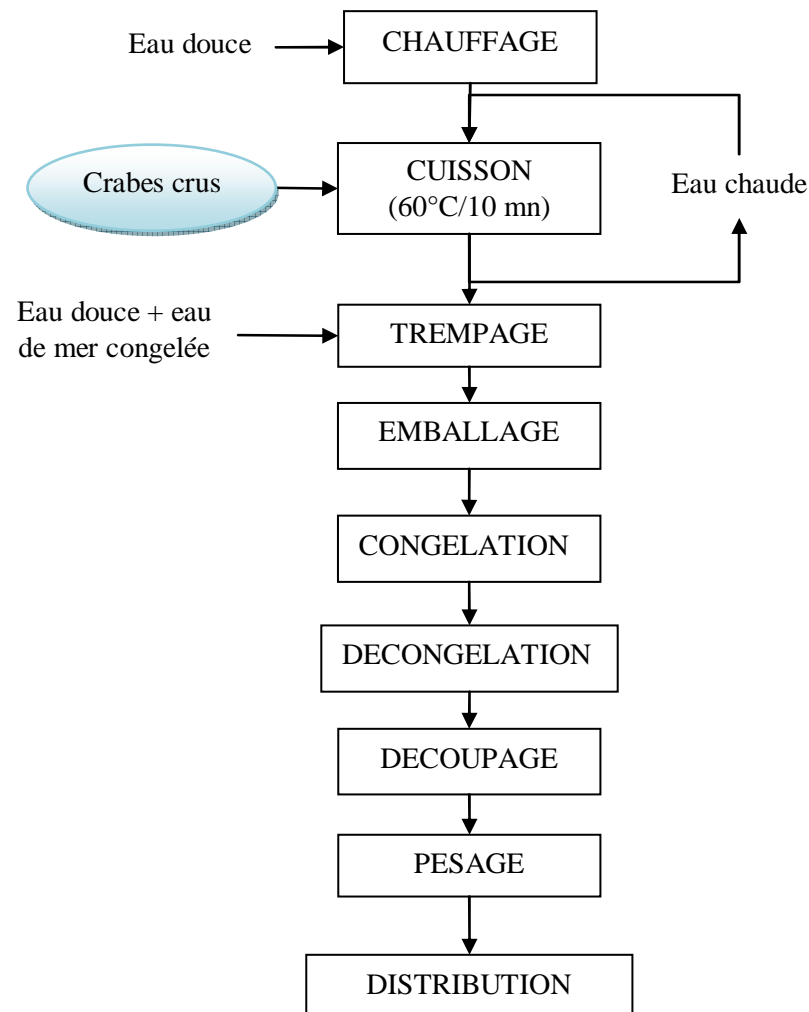 Eau douce
CHAUFFAGE
Crabes crus
CUISSON
(60°C/10 mn)
Eau chaude
Eau douce + eau
de mer congelée
TREMPAGE
EMBALLAGE
CONGELATION
DECONGELATION
DECOUPAGE
PESAGE
DISTRIBUTION